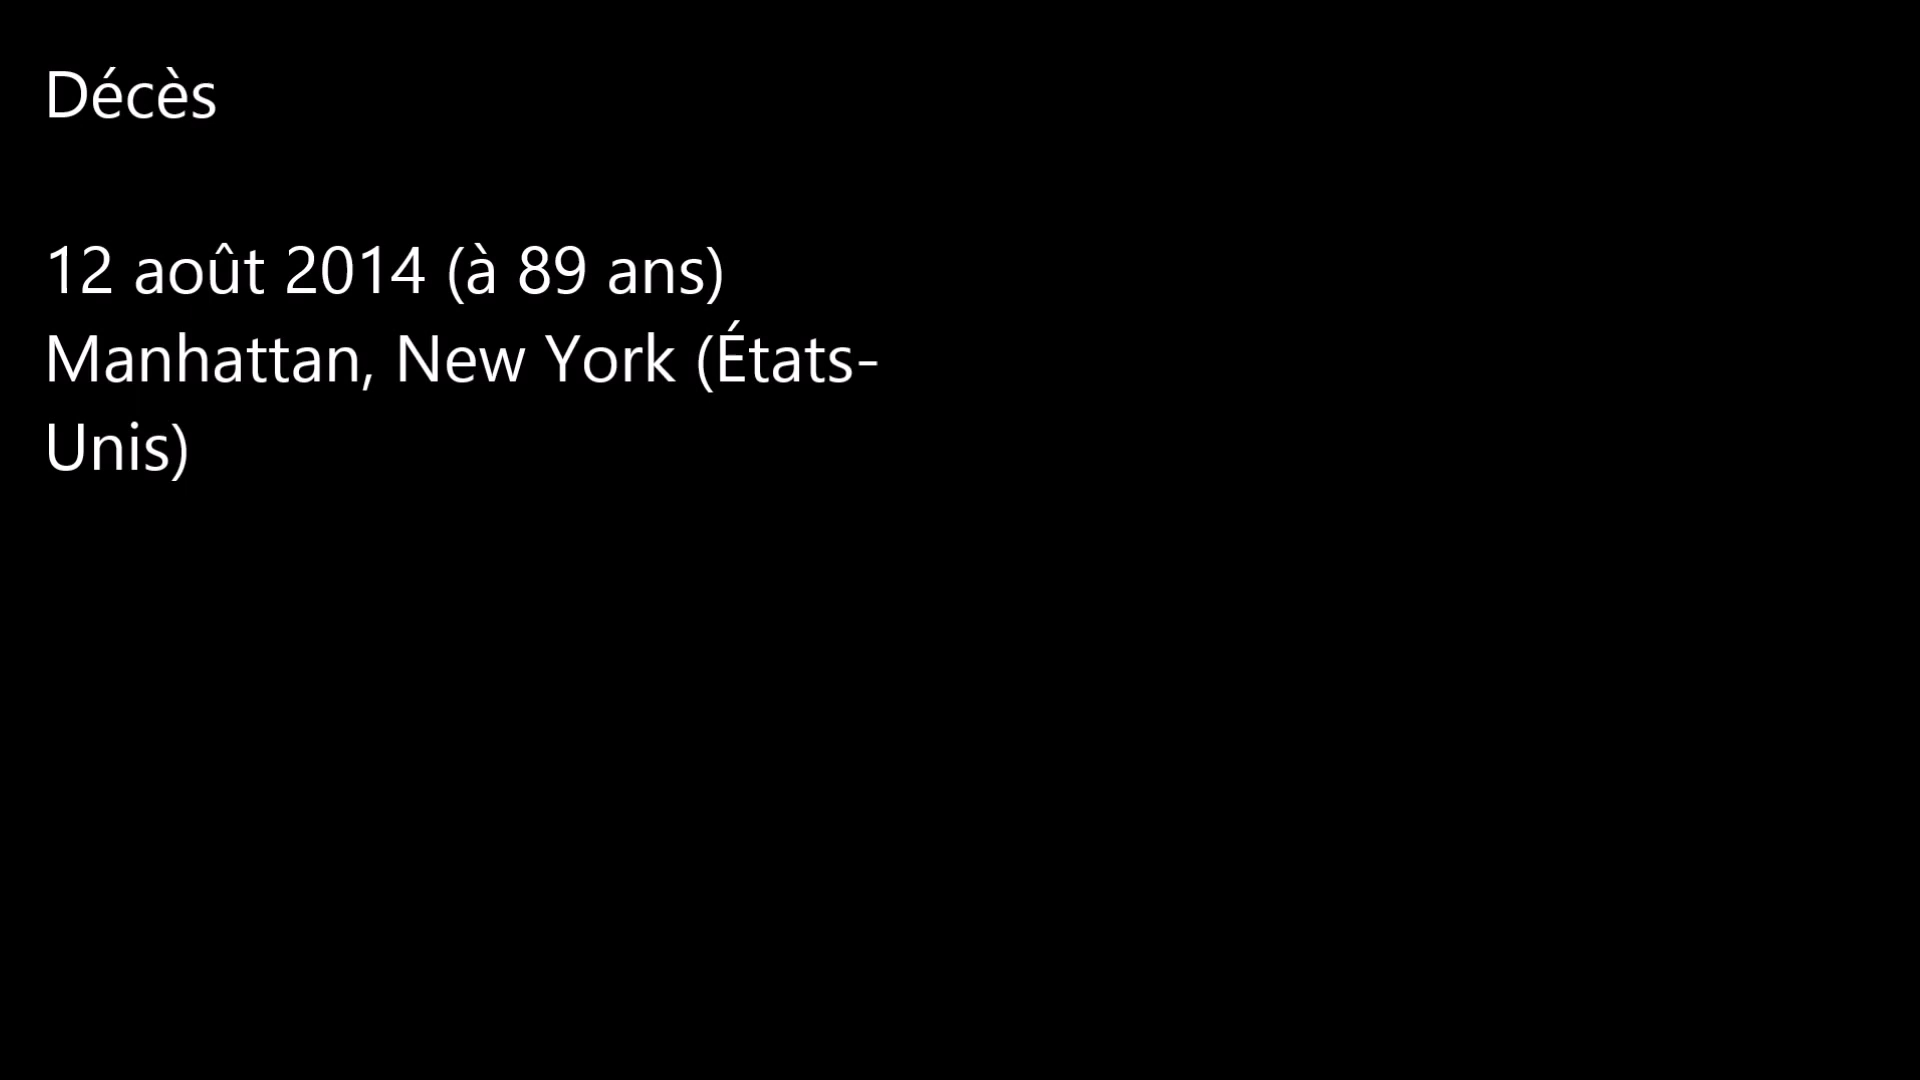 Décès
12 août 2014 (à 89 ans)
Manhattan, New York (États-
Unis)